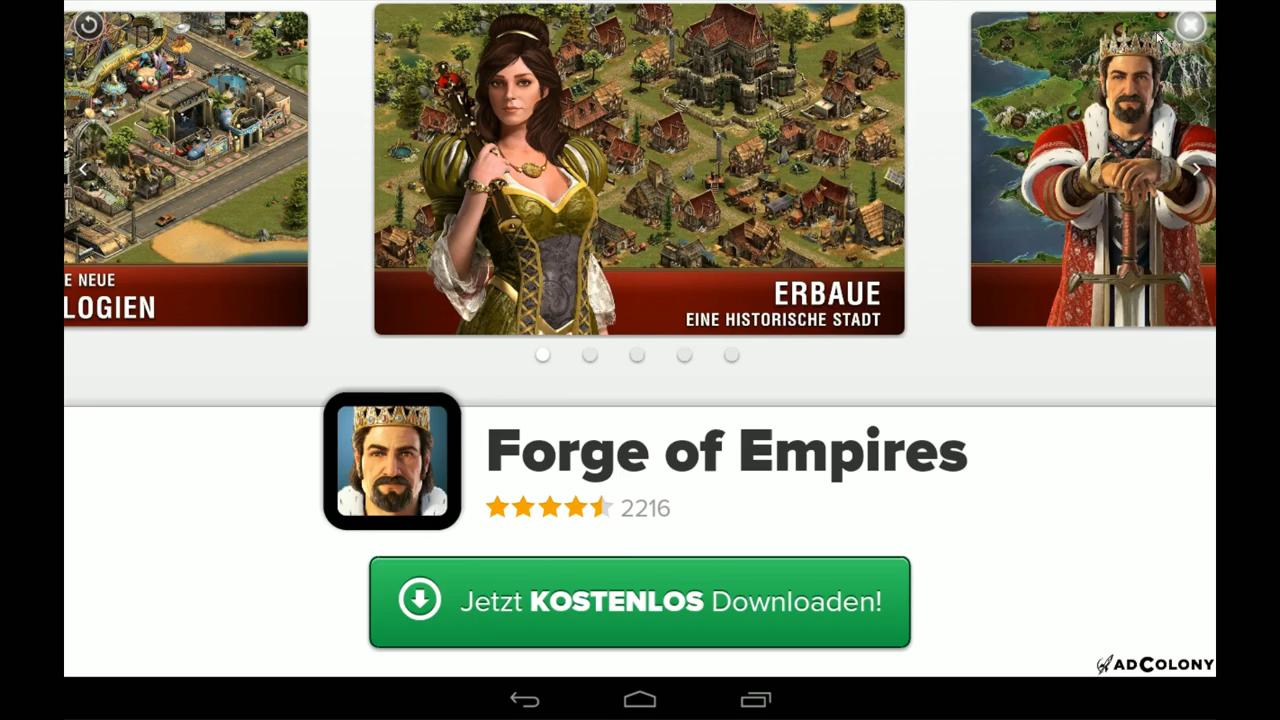 E NEUE
LOGIEN
ERBAUE
EINE HISTORISCHE STADT
Forge of Empires
2216
Jetzt KOSTENLOS Downloaden!
ADCOLONY